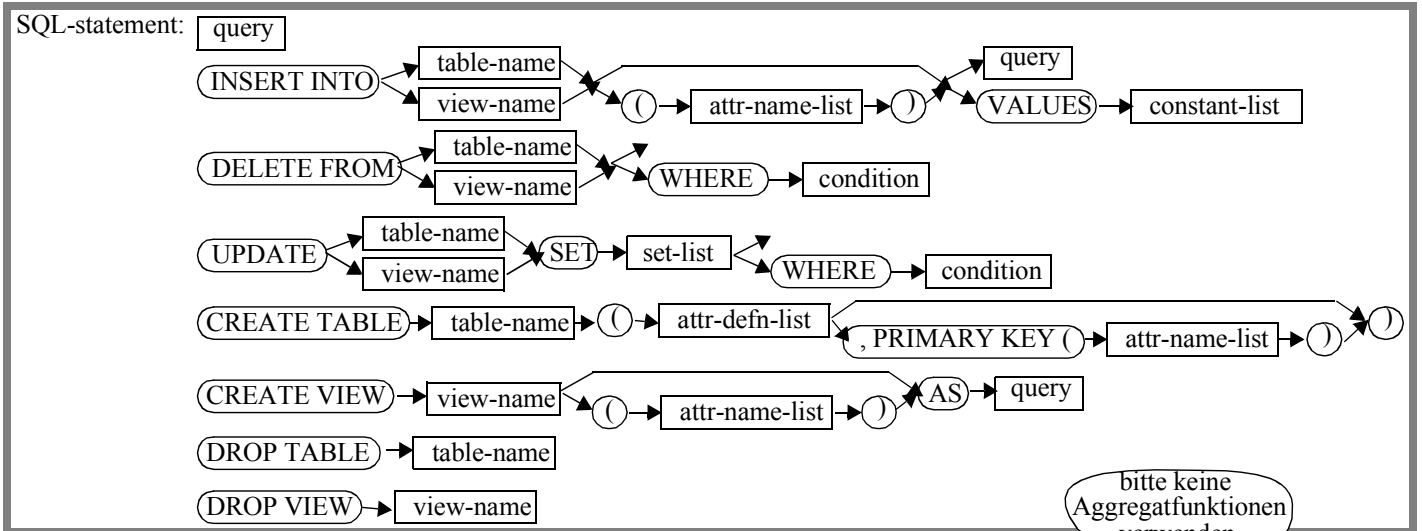 SQL-statement: query
INSERT INTO table-name view-name ( attr-name-list ) query VALUES constant-list
DELETE FROM table-name view-name WHERE condition
UPDATE table-name view-name SET set-list WHERE condition
CREATE TABLE table-name ( attr-defn-list , PRIMARY KEY ( attr-name-list ) )
CREATE VIEW view-name ( attr-name-list ) AS query
DROP TABLE table-name
DROP VIEW view-name
bitte keine
Aggregatfunktionen
verwenden